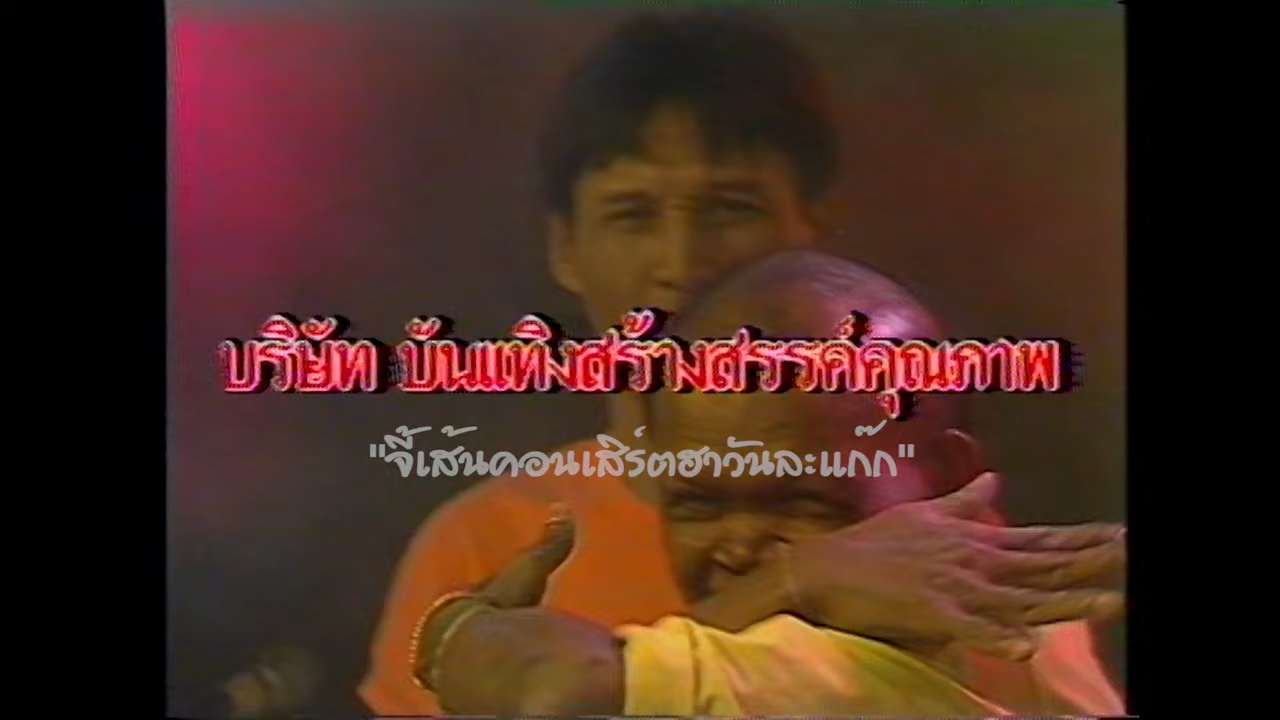 บริษัท บันเทิงสร้างสรรค์คุณภาพ
"จี้เส้นคอนเสิร์ตฮาวันละแก๊ก"